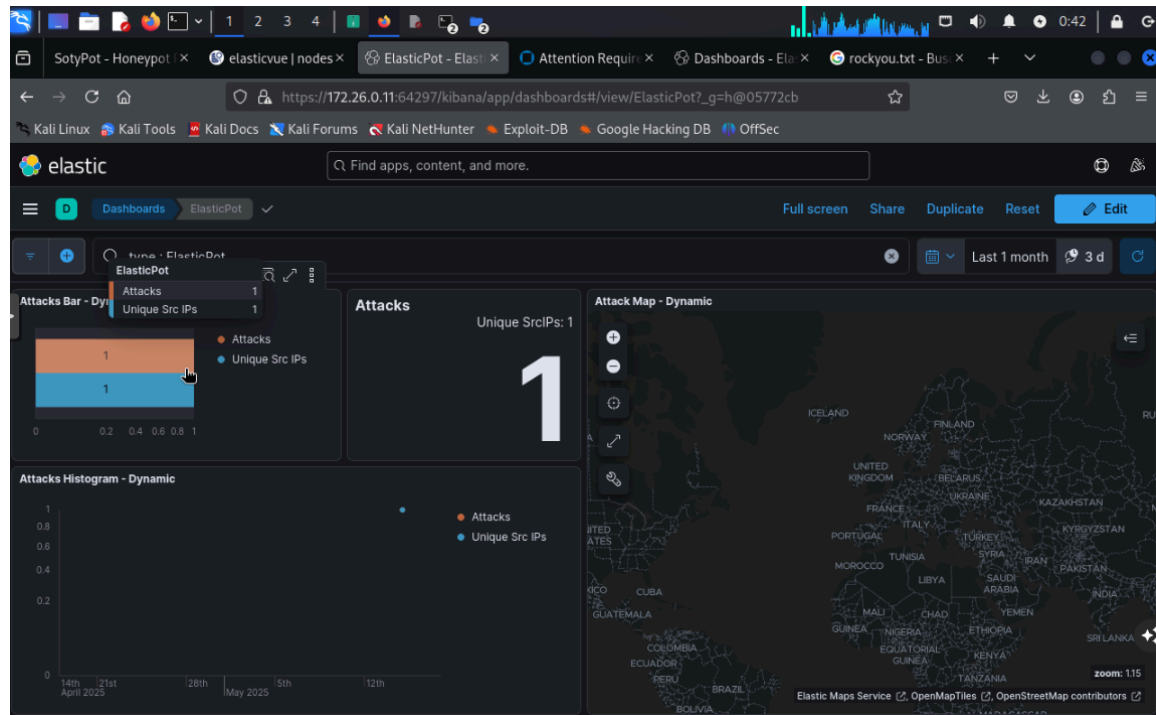 1 2 3 4 0:42
SotyPot - Honeypot elasticvue | nodes ElasticPot - Elasti Attention Require Dashboards - Ela rockyou.txt - Bus
https://172.26.0.11:64297/kibana/app/dashboards#/view/ElasticPot?_g=h@05772cb
Kali Linux Kali Tools Kali Docs Kali Forums Kali NetHunter Exploit-DB Google Hacking DB OffSec
elastic Find apps, content, and more.
D Dashboards ElasticPot Full screen Share Duplicate Reset Edit
type : ElasticPot Last 1 month 3 d
ElasticPot
Attacks 1
Unique Src IPs 1
Attacks Bar - Dyn
Attacks
Unique Src IPs
1
1
0 0.2 0.4 0.6 0.8 1
Attacks
Unique SrcIPs: 1
1
Attacks Histogram - Dynamic
Attacks
Unique Src IPs
1
0.8
0.6
0.4
0.2
0
14th 21st 28th 5th 12th
April 2025 May 2025
Attack Map - Dynamic
ICELAND
RU
FINLAND
NORWAY
UNITED
KINGDOM
BELARUS
UKRAINE
KAZAKHSTAN
FRANCE
ITALY
ITED
ATES
PORTUGAL
TURKEY
KYRGYZSTAN
SYRIA
TUNISIA
IRAN
MOROCCO
PAKISTAN
LIBYA
SAUDI
ARABIA
INDIA
CUBA
GUATEMALA
MALI
CHAD
YEMEN
GUINEA
NIGERIA
ETHIOPIA
SRI LANKA
COLOMBIA
EQUATORIAL
GUINEA
KENYA
ECUADOR
PERU
TANZANIA
BRAZIL
BOLIVIA
MADAGASCAR
zoom: 1.15
Elastic Maps Service, OpenMapTiles, OpenStreetMap contributors